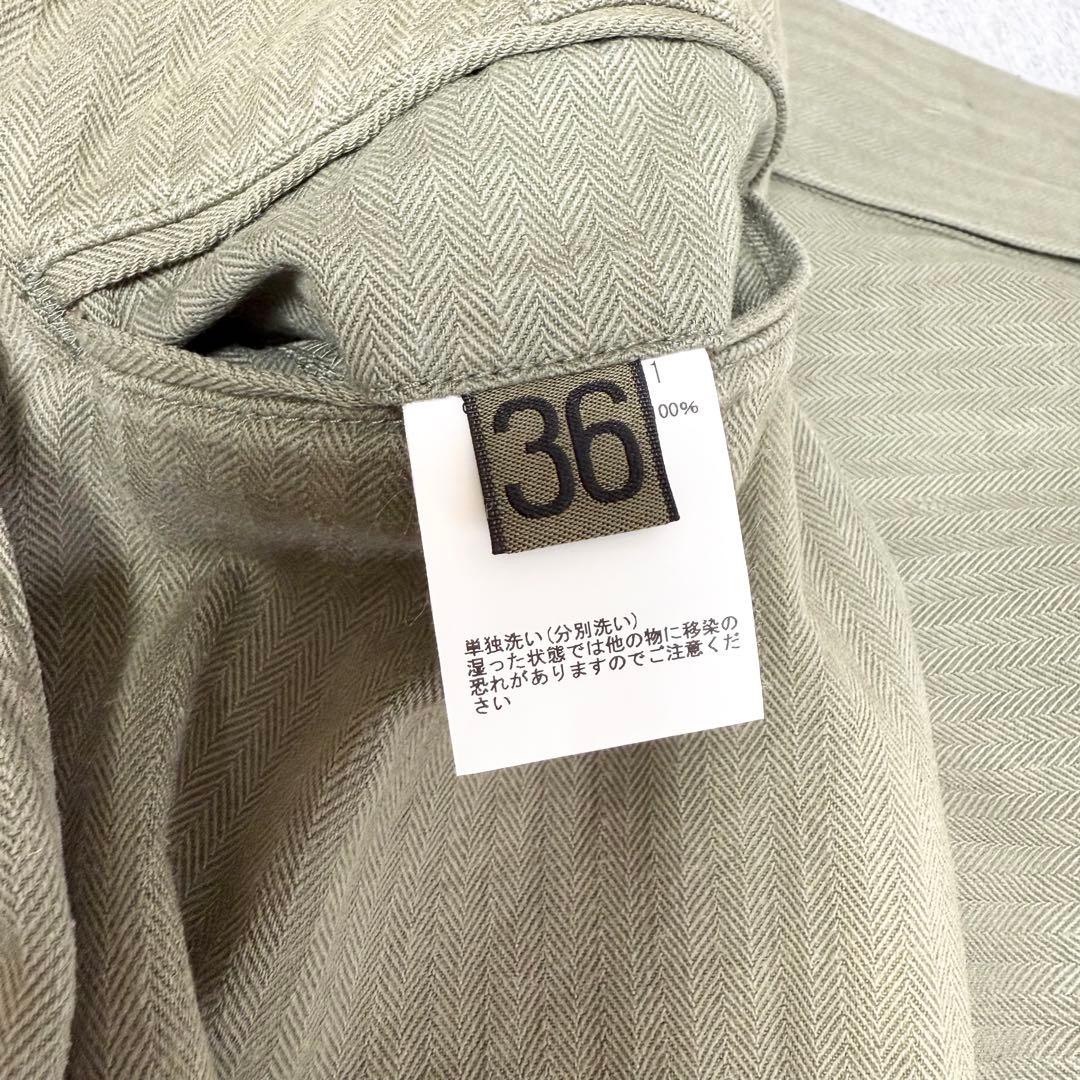 1
36
00%
単独洗い(分別洗い)
湿った状態では他の物に移染の
恐れがありますのでご注意くだ
さい